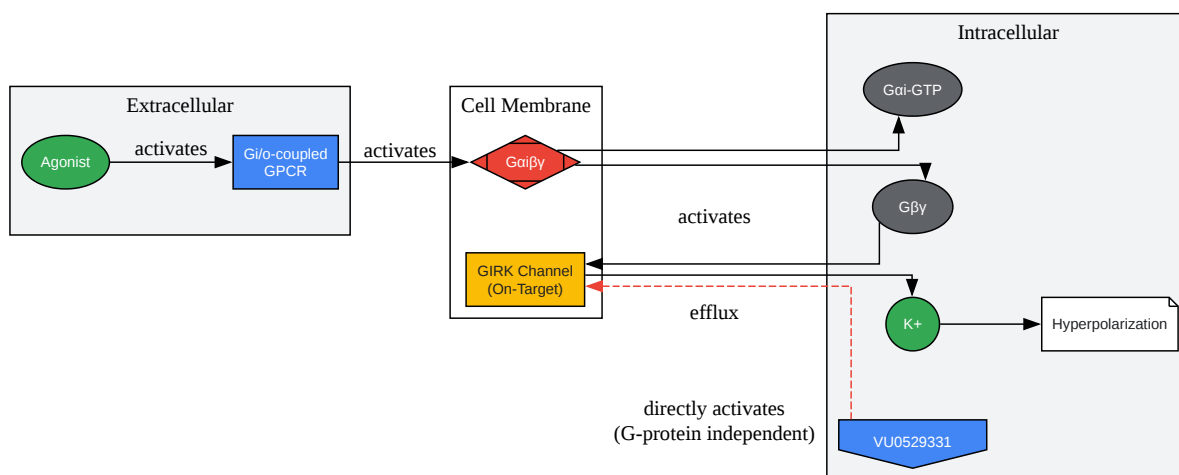 Extracellular
Agonist
activates
Gi/o-coupled
GPCR
activates
Cell Membrane
Gαiβγ
GIRK Channel
(On-Target)
activates
efflux
directly activates
(G-protein independent)
Intracellular
Gαi-GTP
Gβγ
K+
Hyperpolarization
VU0529331